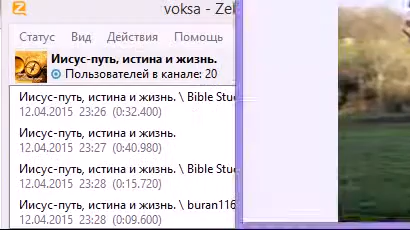 voksa - Zel
Статус Вид Действия Помощь
Иисус-путь, истина и жизнь.
Пользователей в канале: 20
Иисус-путь, истина и жизнь. \ Bible Stud
12.04.2015 23:26 (0:32.400)
Иисус-путь, истина и жизнь.
12.04.2015 23:27 (0:40.980)
Иисус-путь, истина и жизнь. \ Bible Stud
12.04.2015 23:28 (0:15.720)
Иисус-путь, истина и жизнь. \ buran116
12.04.2015 23:28 (0:09.600)